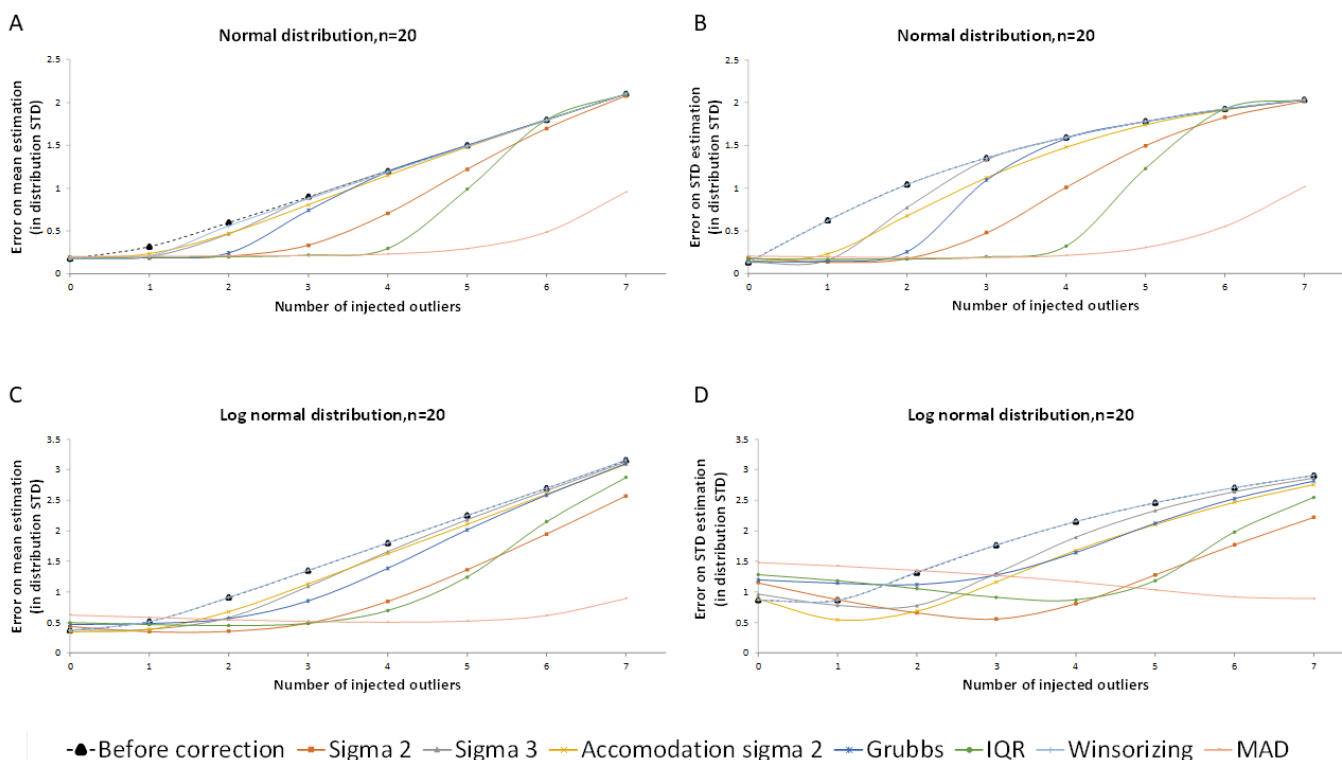 A
Normal distribution,n=20
Error on mean estimation
(in distribution STD)
2.5
2
1.5
1
0.5
0
0 1 2 3 4 5 6 7
Number of injected outliers
B
Normal distribution,n=20
Error on STD estimation
(in distribution STD)
2.5
2
1.5
1
0.5
0
0 1 2 3 4 5 6 7
Number of injected outliers
C
Log normal distribution,n=20
Error on mean estimation
(in distribution STD)
3.5
3
2.5
2
1.5
1
0.5
0
0 1 2 3 4 5 6 7
Number of injected outliers
D
Log normal distribution,n=20
Error on STD estimation
(in distribution STD)
3.5
3
2.5
2
1.5
1
0.5
0
0 1 2 3 4 5 6 7
Number of injected outliers
Before correction Sigma 2 Sigma 3 Accomodation sigma 2 Grubbs IQR Winsorizing MAD